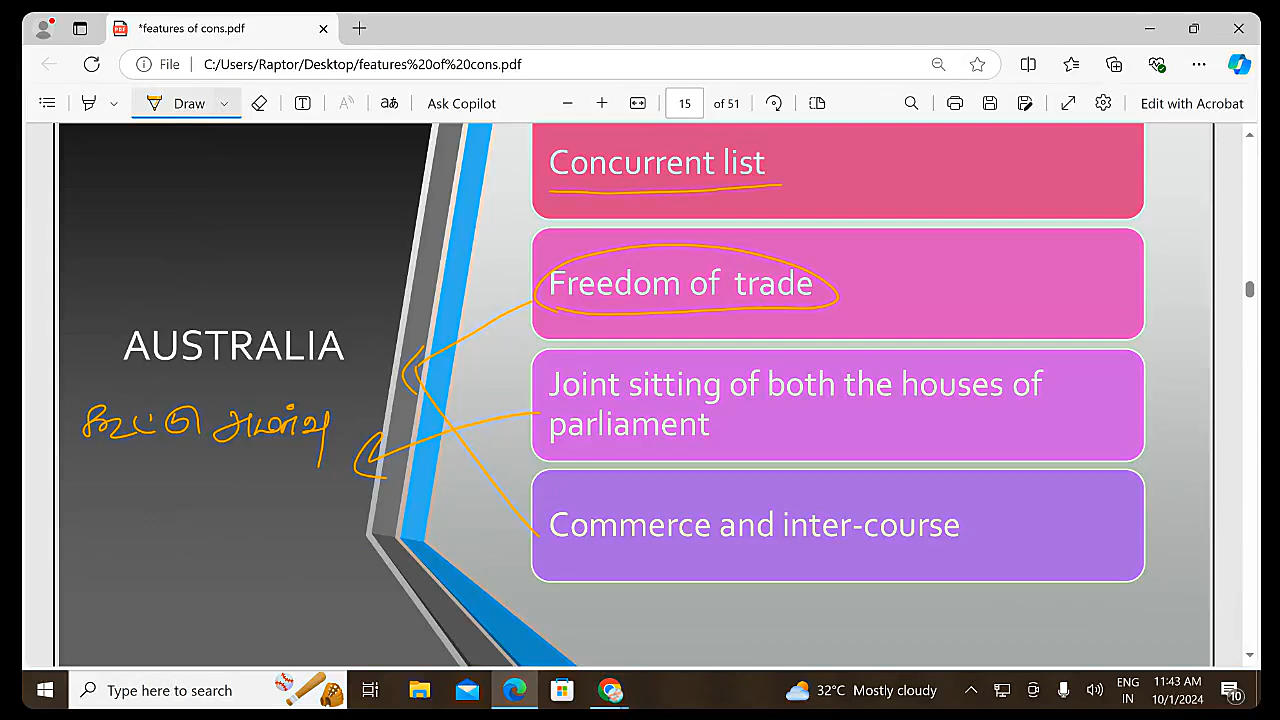 *features of cons.pdf
File C:/Users/Raptor/Desktop/features%20of%20cons.pdf
Draw Ask Copilot 15 of 51 Edit with Acrobat
Concurrent list
Freedom of trade
AUSTRALIA
Joint sitting of both the houses of
parliament
கூட்டு அமர்வு
Commerce and inter-course
Type here to search
32°C Mostly cloudy
ENG
IN
11:43 AM
10/1/2024
10